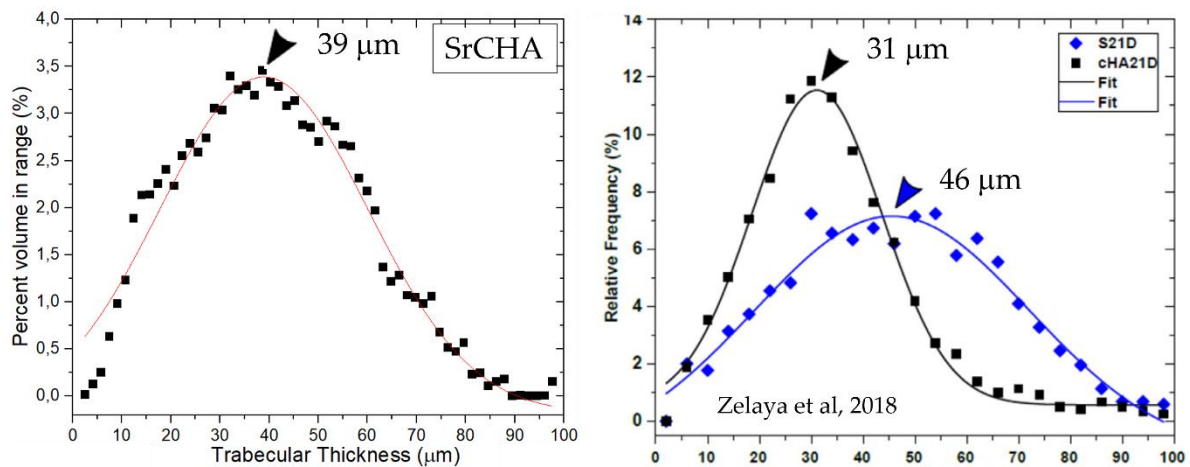 39 μm
SrCHA
4,0
3,5
3,0
2,5
2,0
1,5
1,0
0,5
0,0
Percent volume in range (%)
0 10 20 30 40 50 60 70 80 90 100
Trabecular Thickness (μm)
14
12
10
8
6
4
2
0
Relative Frequency (%)
31 μm
46 μm
S21D
cHA21D
Fit
Fit
Zelaya et al, 2018
0 10 20 30 40 50 60 70 80 90 100